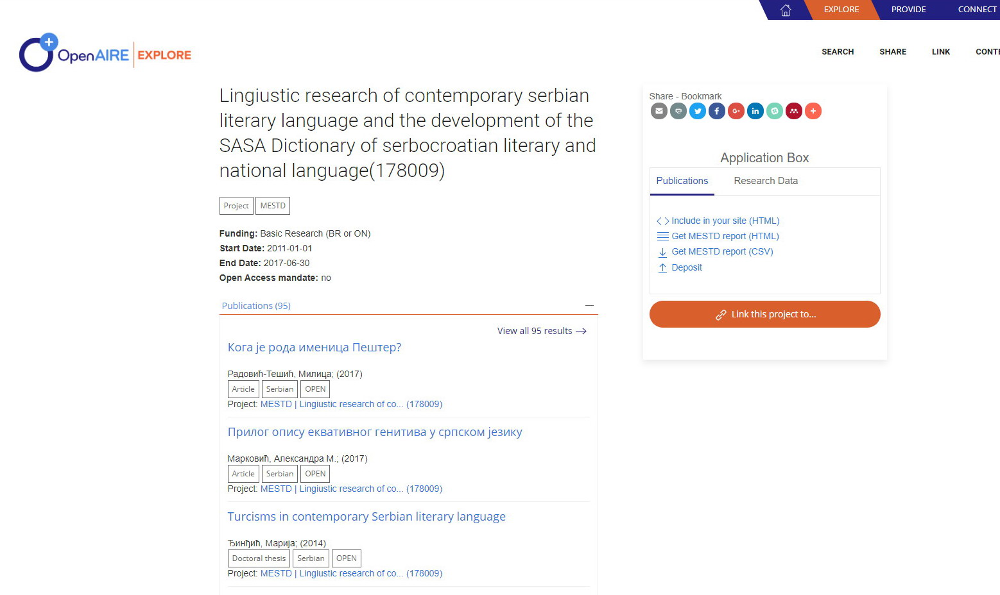 EXPLORE PROVIDE CONNECT
OpenAIRE EXPLORE
SEARCH SHARE LINK
Lingiustic research of contemporary serbian
literary language and the development of the
SASA Dictionary of serbocroatian literary and
national language(178009)
Project MESTD
Funding: Basic Research (BR or ON)
Start Date: 2011-01-01
End Date: 2017-06-30
Open Access mandate: no
Publications (95)
View all 95 results
Кога је рода именица Пештер?
Радовић-Тешић, Милица; (2017)
Article Serbian OPEN
Project: MESTD | Lingiustic research of co... (178009)
Прилог опису еквативног генитива у српском језику
Марковић, Александра М.; (2017)
Article Serbian OPEN
Project: MESTD | Lingiustic research of co... (178009)
Turcisms in contemporary Serbian literary language
Ђинђић, Марија; (2014)
Doctoral thesis Serbian OPEN
Project: MESTD | Lingiustic research of co... (178009)
Share - Bookmark
Application Box
Publications Research Data
Include in your site (HTML)
Get MESTD report (HTML)
Get MESTD report (CSV)
Deposit
Link this project to...